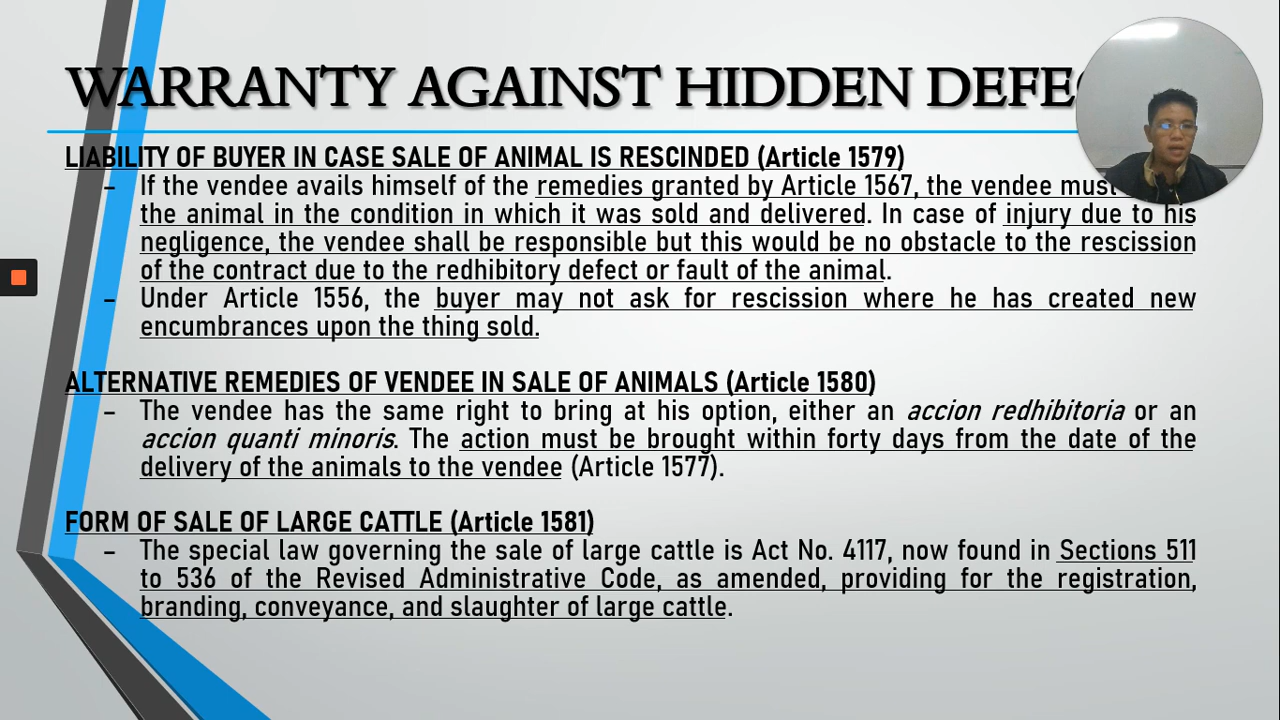 WARRANTY AGAINST HIDDEN
LIABILITY OF BUYER IN CASE SALE OF ANIMAL IS RESCINDED (Article 1579)
- If the vendee avails himself of the remedies granted by Article 1567, the vendee must
the animal in the condition in which it was sold and delivered. In case of injury due to his
negligence, the vendee shall be responsible but this would be no obstacle to the rescission
of the contract due to the redhibitory defect or fault of the animal.
- Under Article 1556, the buyer may not ask for rescission where he has created new
encumbrances upon the thing sold.
ALTERNATIVE REMEDIES OF VENDEE IN SALE OF ANIMALS (Article 1580)
- The vendee has the same right to bring at his option, either an accion redhibitoria or an
accion quanti minoris. The action must be brought within forty days from the date of the
delivery of the animals to the vendee (Article 1577).
FORM OF SALE OF LARGE CATTLE (Article 1581)
- The special law governing the sale of large cattle is Act No. 4117, now found in Sections 511
to 536 of the Revised Administrative Code, as amended, providing for the registration,
branding, conveyance, and slaughter of large cattle.